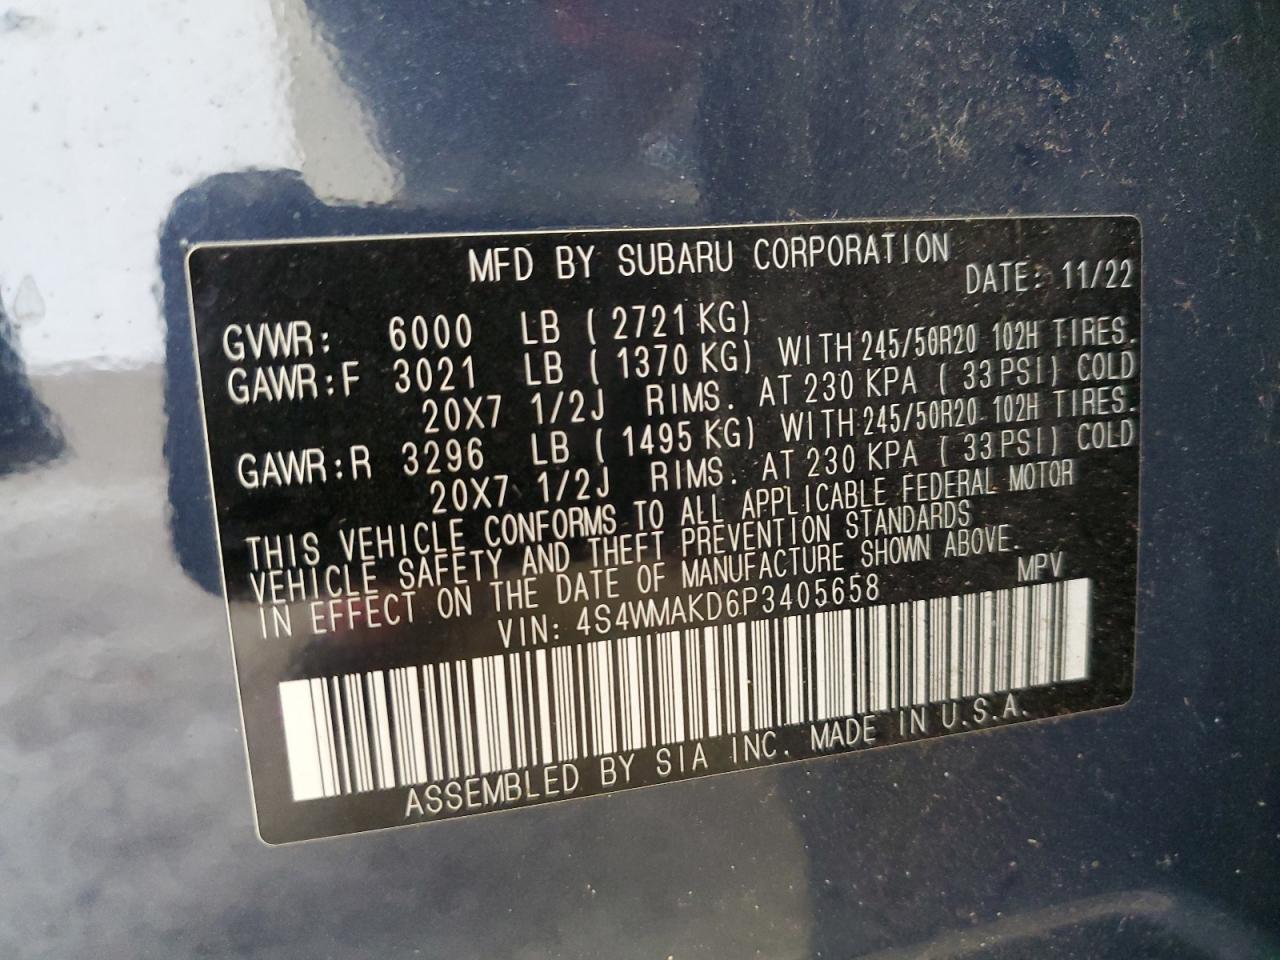 MFD BY SUBARU CORPORATION
DATE: 11/22
GVWR: 6000 LB ( 2721 KG)
GAWR:F 3021 LB ( 1370 KG) WITH 245/50R20 102H TIRES.
20X7 1/2J RIMS. AT 230 KPA ( 33 PSI) COLD
GAWR:R 3296 LB ( 1495 KG) WITH 245/50R20 102H TIRES.
20X7 1/2J RIMS. AT 230 KPA ( 33 PSI) COLD
THIS VEHICLE CONFORMS TO ALL APPLICABLE FEDERAL MOTOR
VEHICLE SAFETY AND THEFT PREVENTION STANDARDS
IN EFFECT ON THE DATE OF MANUFACTURE SHOWN ABOVE.
VIN: 4S4WMAKD6P3405658 MPV
ASSEMBLED BY SIA INC. MADE IN U.S.A.